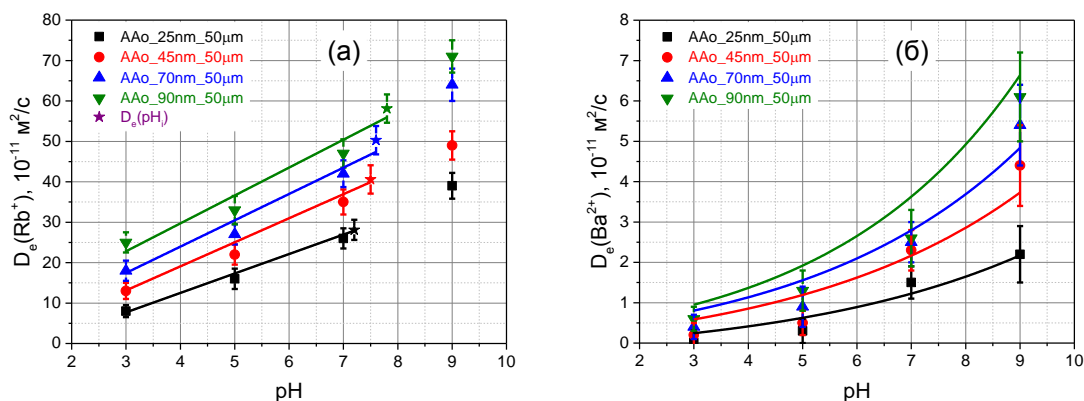 (а)
AAo_25nm_50μm
AAo_45nm_50μm
AAo_70nm_50μm
AAo_90nm_50μm
Dₑ(pHᵢ)
Dₑ(Rb⁺), 10⁻¹¹ м²/с
80
70
60
50
40
30
20
10
0
2 3 4 5 6 7 8 9 10
pH
(б)
AAo_25nm_50μm
AAo_45nm_50μm
AAo_70nm_50μm
AAo_90nm_50μm
Dₑ(Ba²⁺), 10⁻¹¹ м²/с
8
7
6
5
4
3
2
1
0
2 3 4 5 6 7 8 9 10
pH